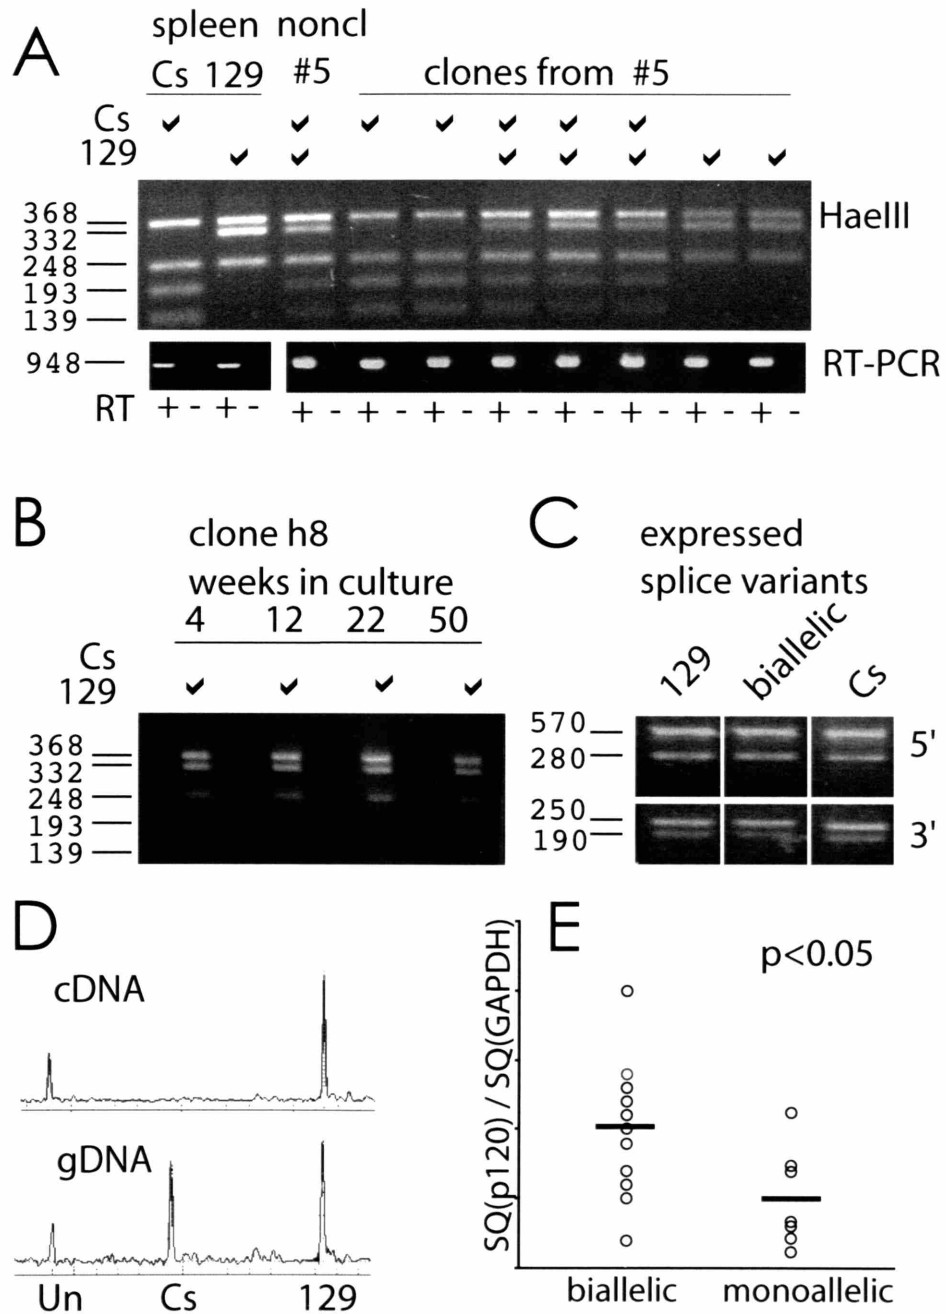 A
spleen noncl
Cs 129 #5 clones from #5
Cs
129
368
332
248
193
139
HaeIII
948
RT-PCR
RT + - + - + - + - + - + - + - + - + - + -
B
clone h8
weeks in culture
4 12 22 50
Cs
129
368
332
248
193
139
C
expressed
splice variants
129 biallelic Cs
570
280
5'
250
190
3'
D
cDNA
gDNA
Un Cs 129
E
p<0.05
SQ(p120) / SQ(GAPDH)
biallelic monoallelic